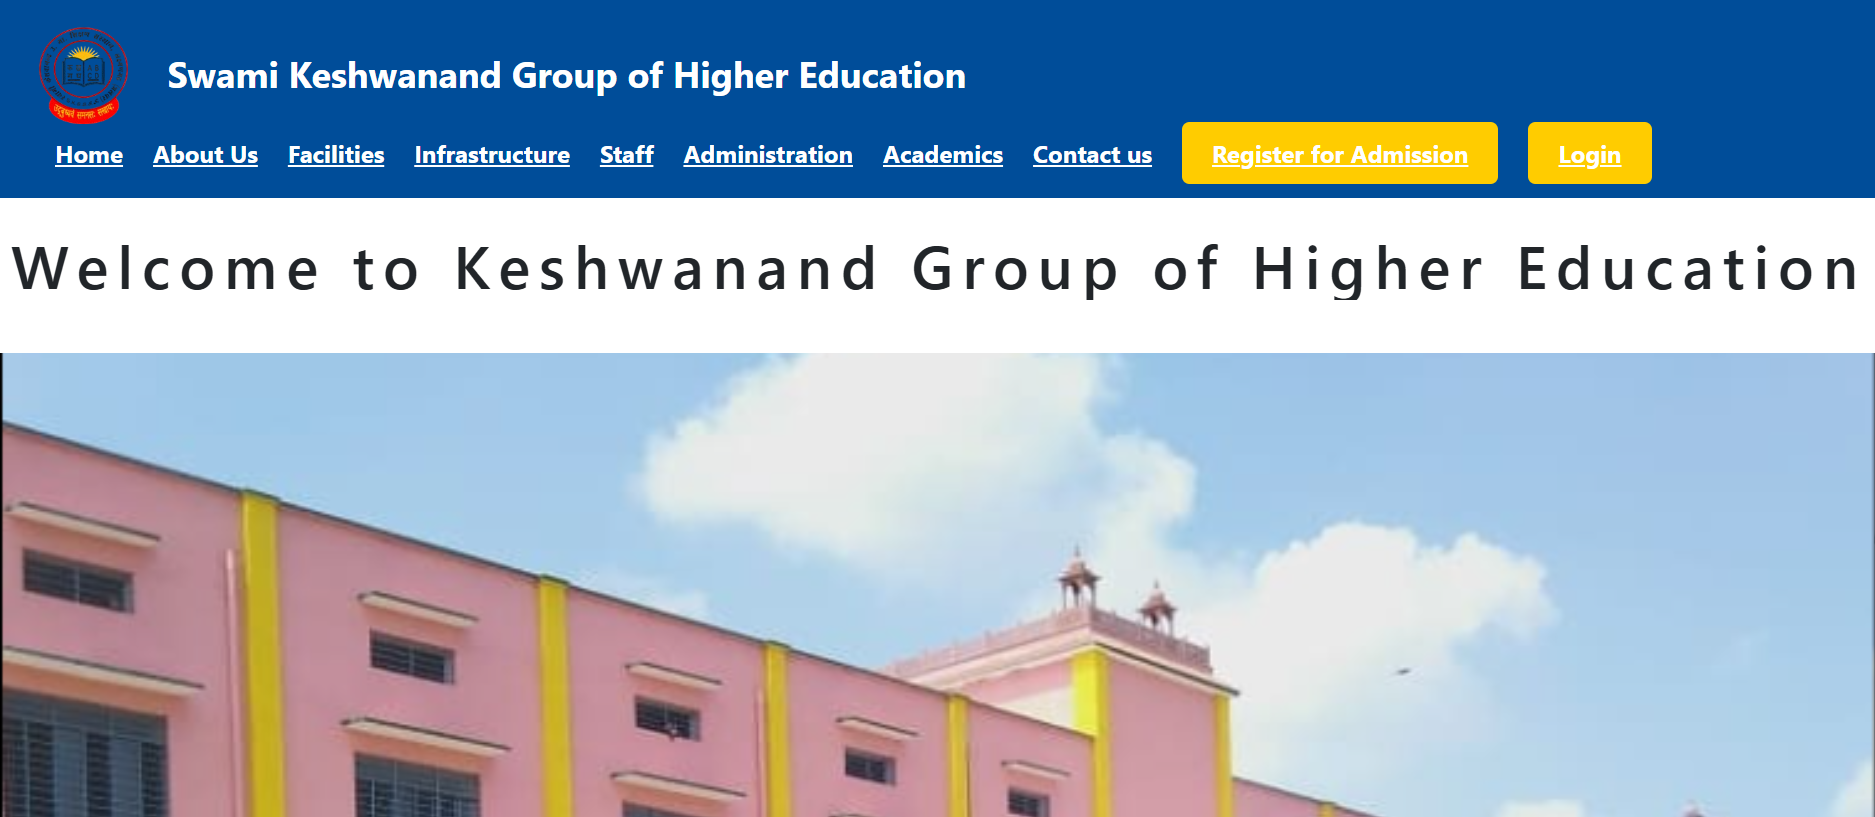 Swami Keshwanand Group of Higher Education
Home About Us Facilities Infrastructure Staff Administration Academics Contact us Register for Admission Login
Welcome to Keshwanand Group of Higher Education